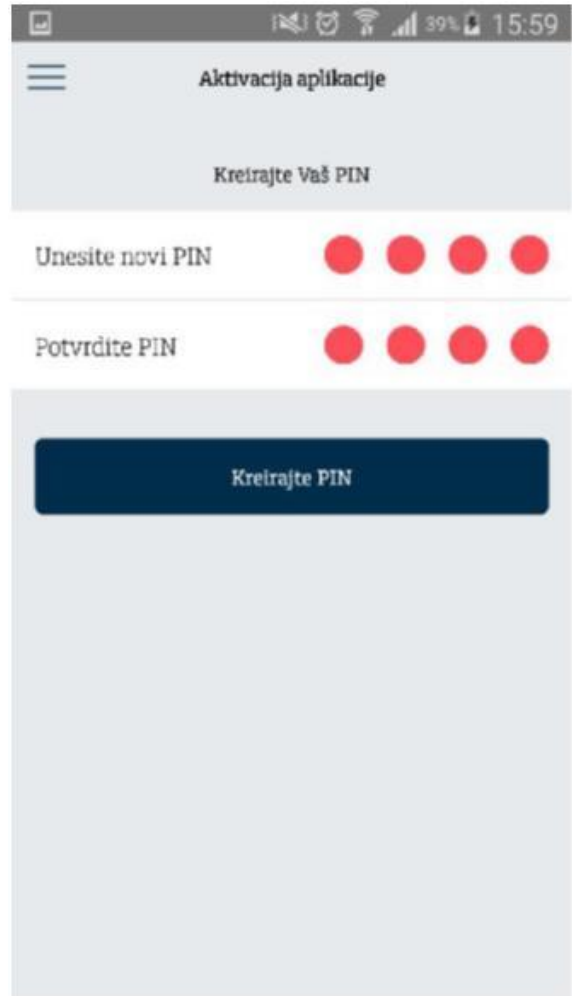 39% 15:59
Aktivacija aplikacije
Kreirajte Vaš PIN
Unesite novi PIN
Potvrdite PIN
Kreirajte PIN